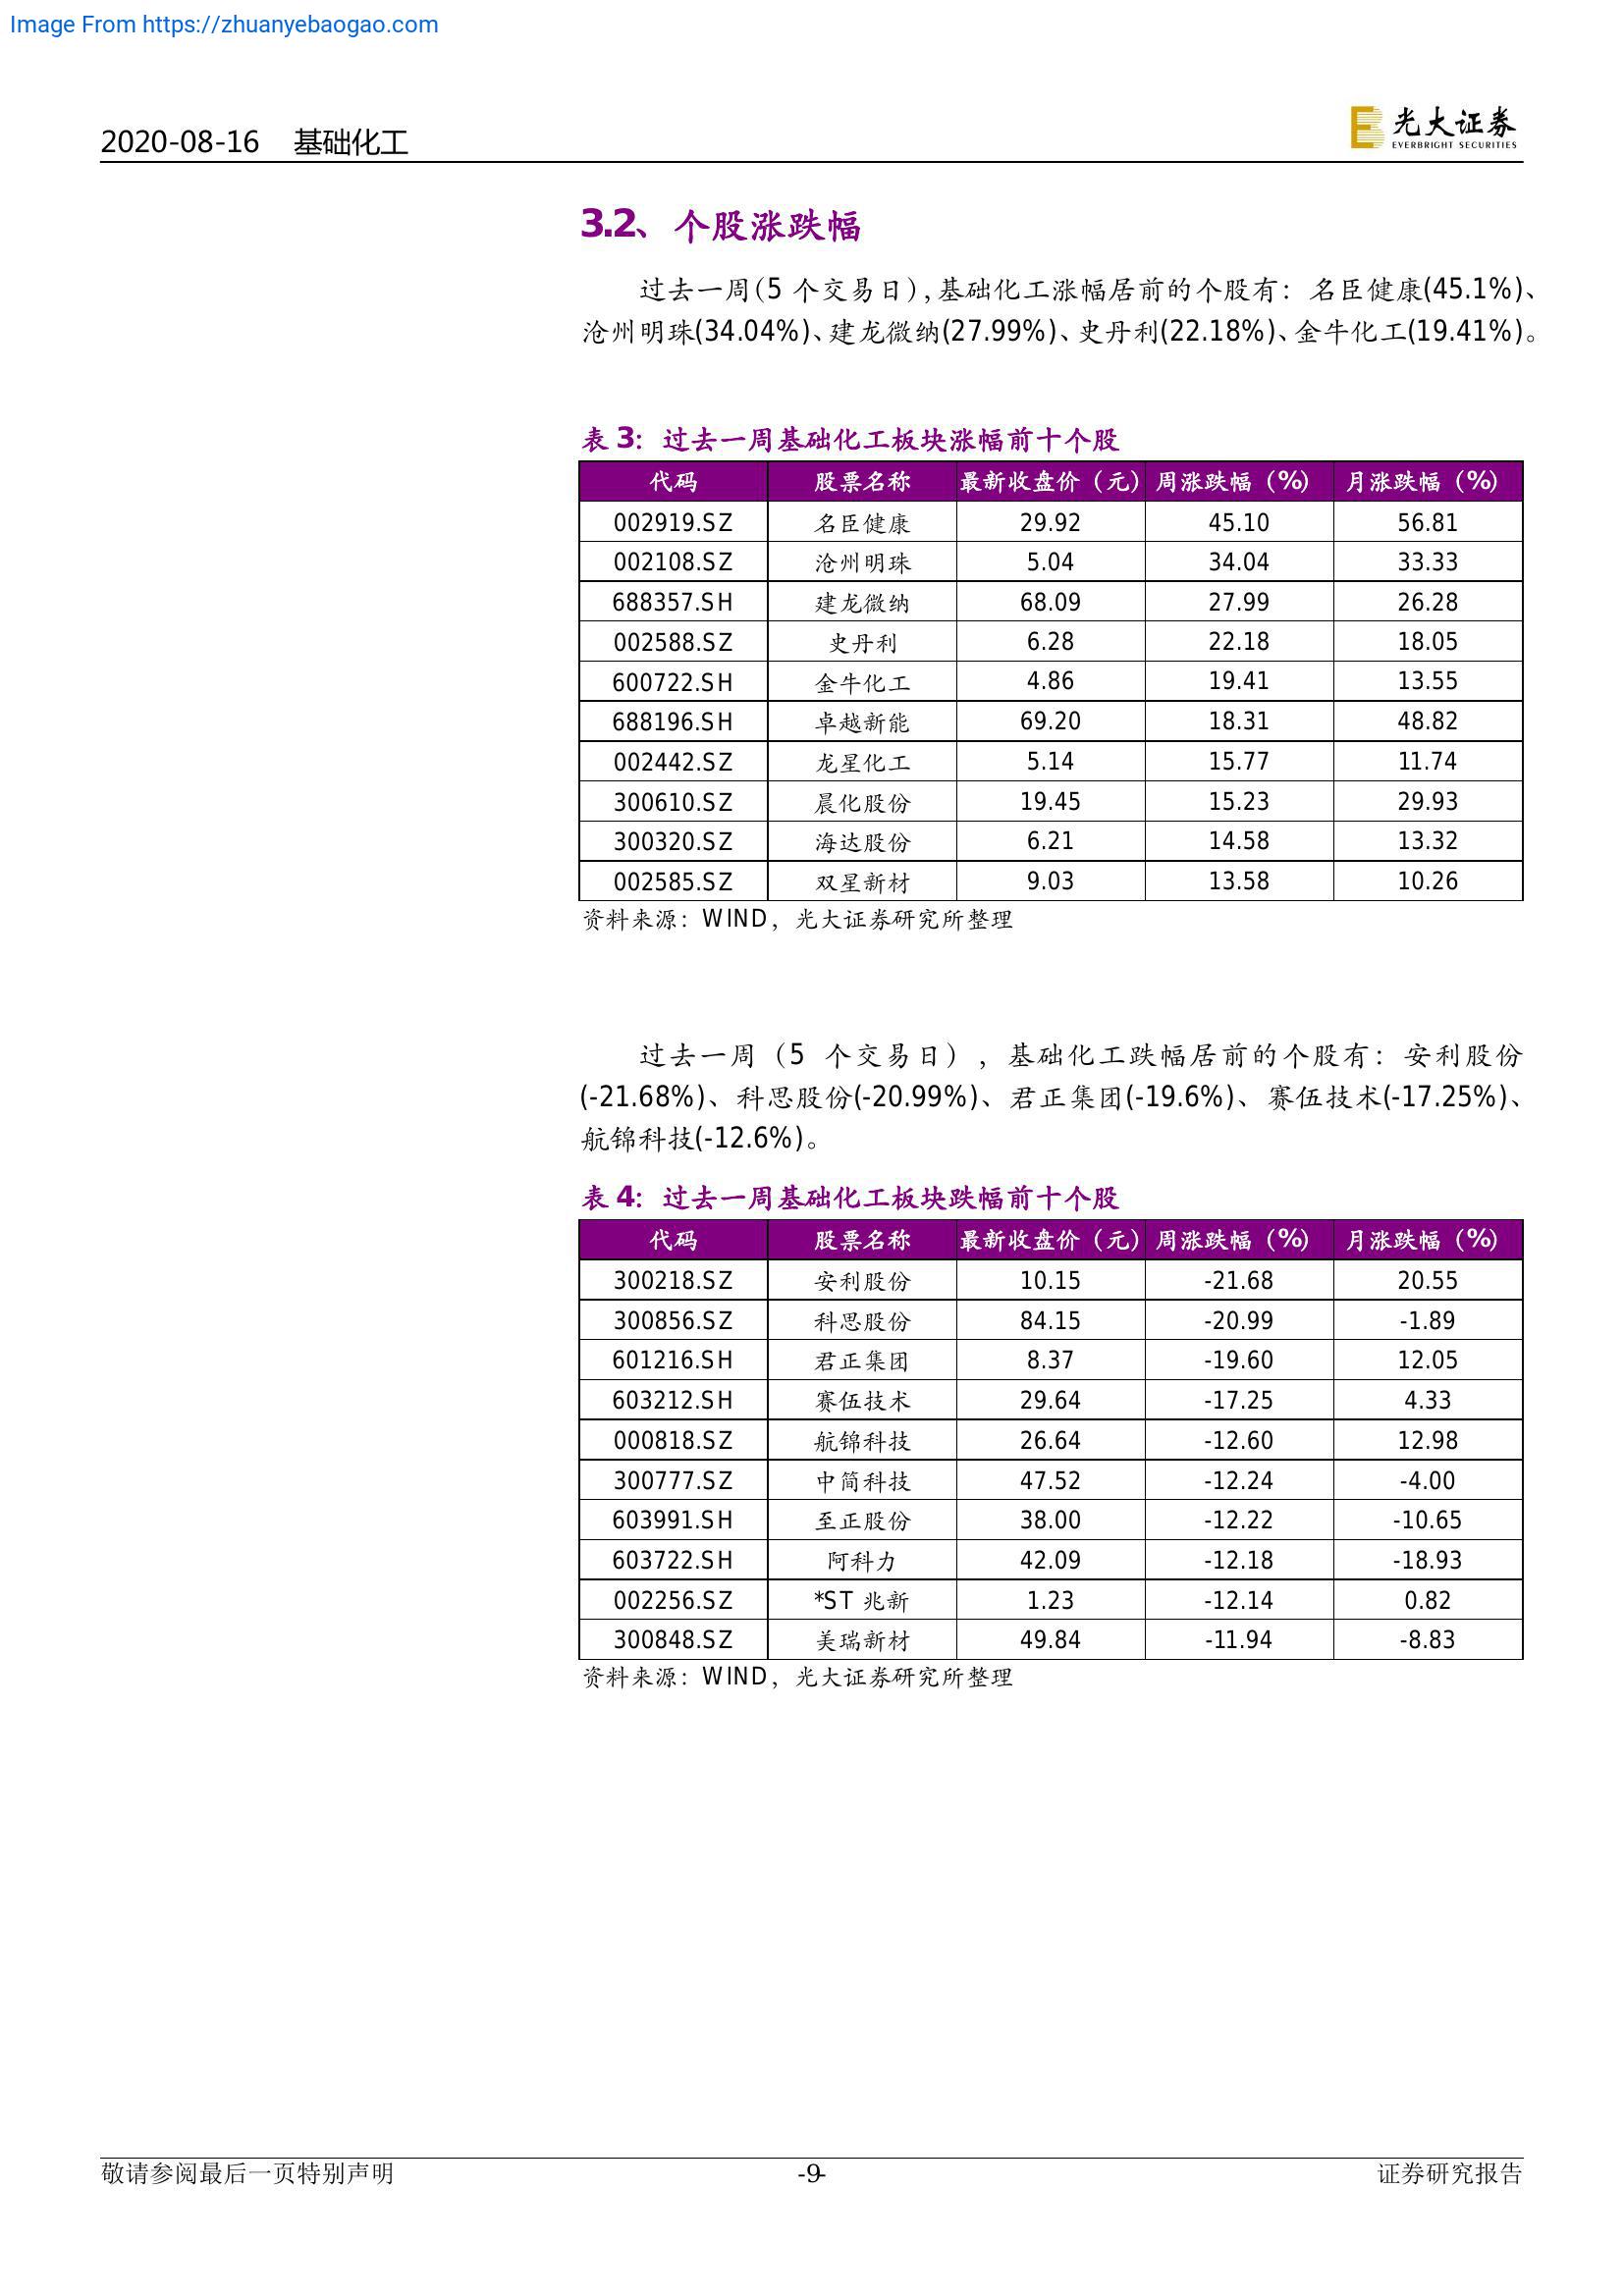 Image From https://zhuanyebaogao.com
2020-08-16 基础化工
光大证券
EVERBRIGHT SECURITIES
3.2、个股涨跌幅
过去一周(5 个交易日),基础化工涨幅居前的个股有：名臣健康(45.1%)、
沧州明珠(34.04%)、建龙微纳(27.99%)、史丹利(22.18%)、金牛化工(19.41%)。
表 3：过去一周基础化工板块涨幅前十个股
代码 股票名称 最新收盘价（元） 周涨跌幅（%） 月涨跌幅（%）
002919.SZ 名臣健康 29.92 45.10 56.81
002108.SZ 沧州明珠 5.04 34.04 33.33
688357.SH 建龙微纳 68.09 27.99 26.28
002588.SZ 史丹利 6.28 22.18 18.05
600722.SH 金牛化工 4.86 19.41 13.55
688196.SH 卓越新能 69.20 18.31 48.82
002442.SZ 龙星化工 5.14 15.77 11.74
300610.SZ 晨化股份 19.45 15.23 29.93
300320.SZ 海达股份 6.21 14.58 13.32
002585.SZ 双星新材 9.03 13.58 10.26
资料来源：WIND，光大证券研究所整理
过去一周（5 个交易日），基础化工跌幅居前的个股有：安利股份
(-21.68%)、科思股份(-20.99%)、君正集团(-19.6%)、赛伍技术(-17.25%)、
航锦科技(-12.6%)。
表 4：过去一周基础化工板块跌幅前十个股
代码 股票名称 最新收盘价（元） 周涨跌幅（%） 月涨跌幅（%）
300218.SZ 安利股份 10.15 -21.68 20.55
300856.SZ 科思股份 84.15 -20.99 -1.89
601216.SH 君正集团 8.37 -19.60 12.05
603212.SH 赛伍技术 29.64 -17.25 4.33
000818.SZ 航锦科技 26.64 -12.60 12.98
300777.SZ 中简科技 47.52 -12.24 -4.00
603991.SH 至正股份 38.00 -12.22 -10.65
603722.SH 阿科力 42.09 -12.18 -18.93
002256.SZ *ST 兆新 1.23 -12.14 0.82
300848.SZ 美瑞新材 49.84 -11.94 -8.83
资料来源：WIND，光大证券研究所整理
敬请参阅最后一页特别声明 -9- 证券研究报告